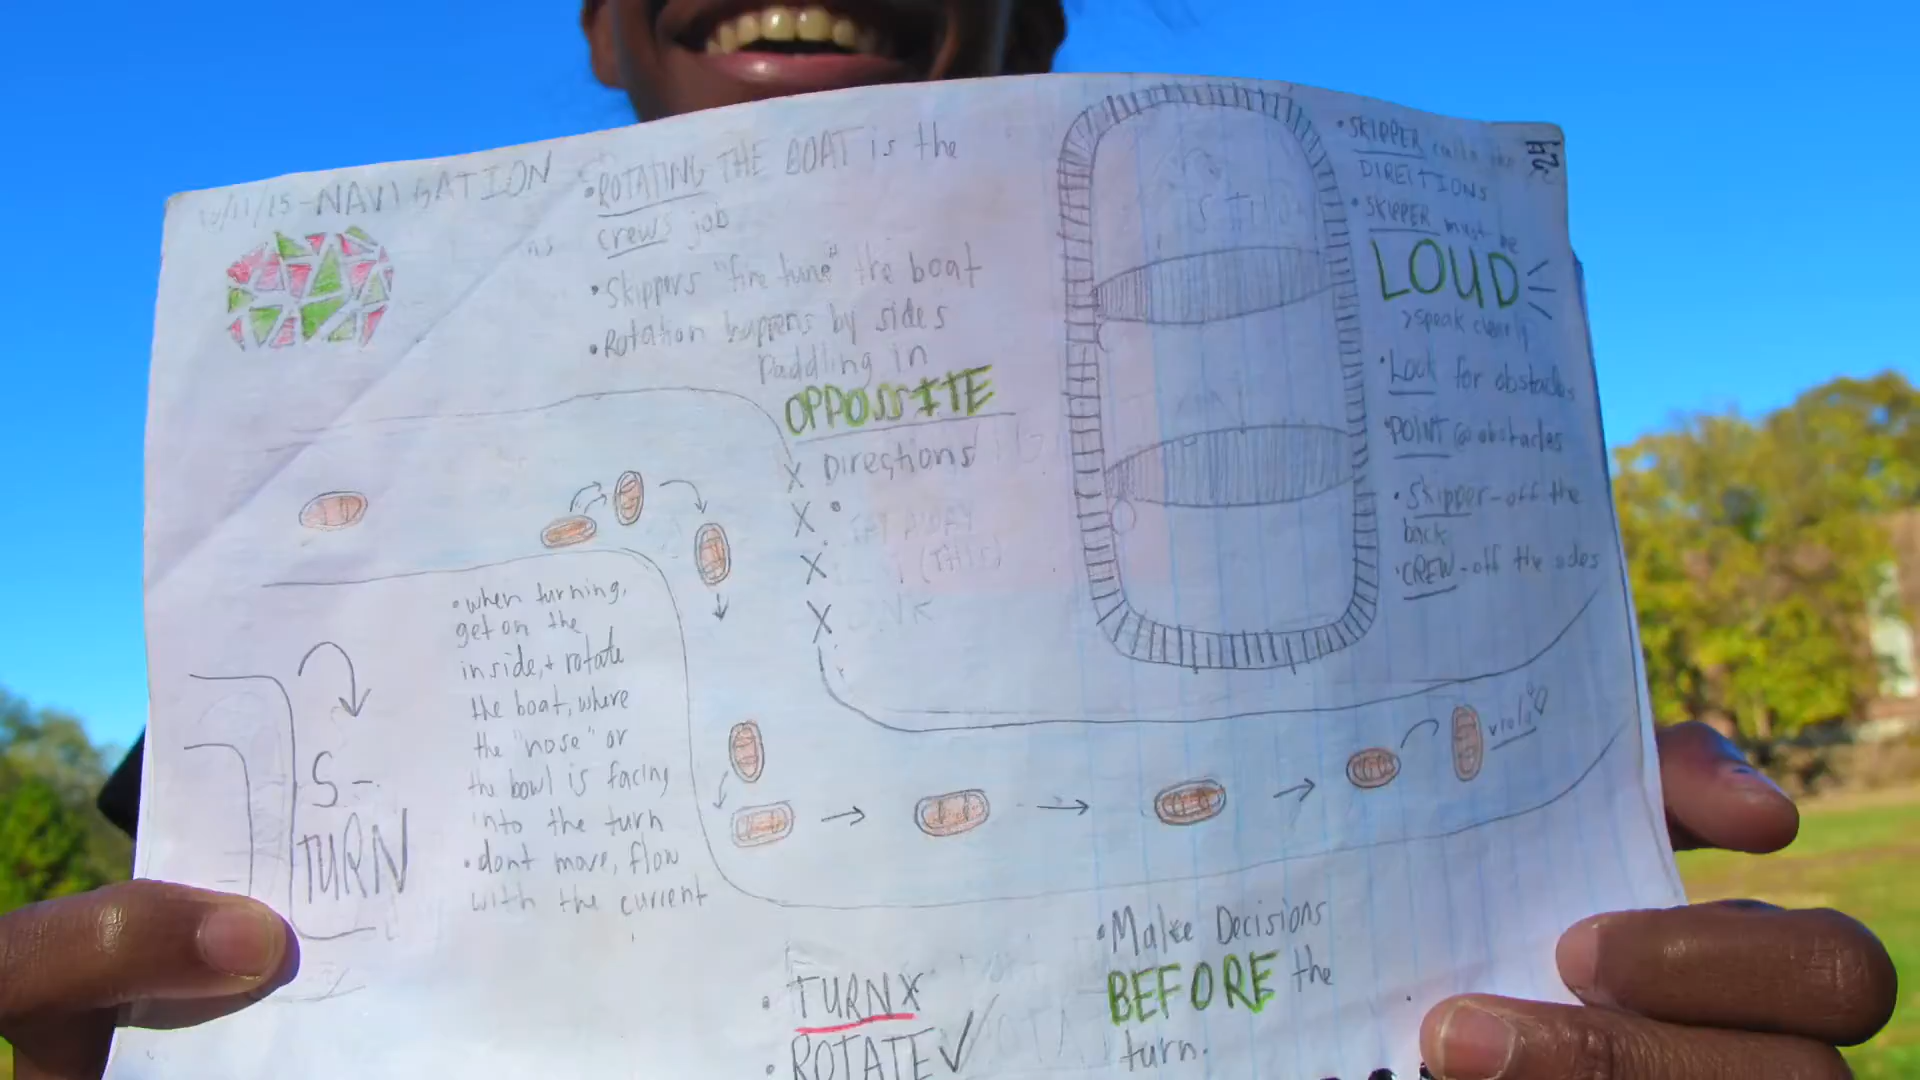 10/11/15-NAVIGATION
•ROTATING THE BOAT is the
crews job
•Skippers "fine tune" the boat
•Rotation happens by sides
Paddling in
OPPOSSITE
X Directions
X •
X
X
•SKIPPER calls the
DIRECTIONS
•SKIPPER must be
LOUD
>speak clearly
•Look for obstacles
•POINT @ obstacles
•Skipper-off the
back
•CREW-off the sides
•when turning,
get on the
inside, + rotate
the boat, where
the "nose" or
the bowl is facing
into the turn
•dont move, flow
with the current
S-
TURN
viola
•Make Decisions
BEFORE the
turn.
•TURN X
•ROTATE ✓